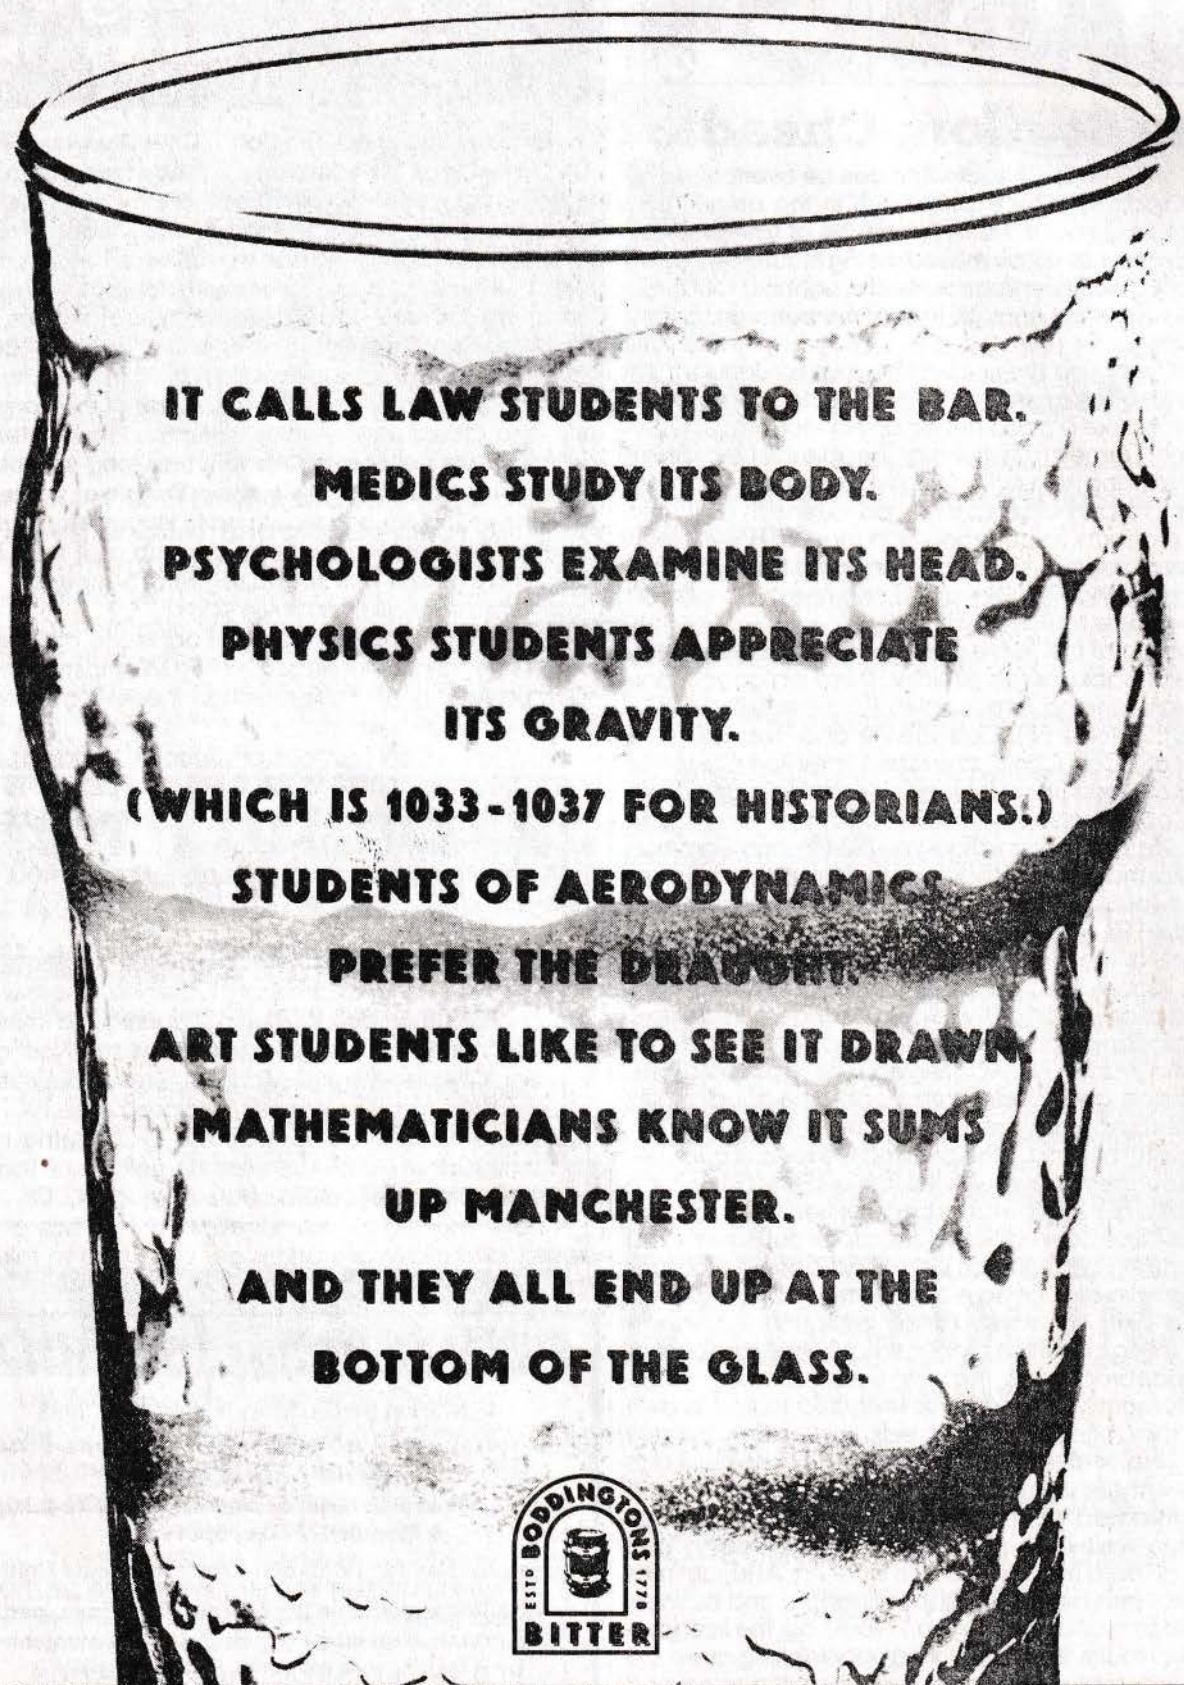 IT CALLS LAW STUDENTS TO THE BAR.
MEDICS STUDY ITS BODY.
PSYCHOLOGISTS EXAMINE ITS HEAD.
PHYSICS STUDENTS APPRECIATE
ITS GRAVITY.
(WHICH IS 1033-1037 FOR HISTORIANS.)
STUDENTS OF AERODYNAMICS
PREFER THE DRAUGHT.
ART STUDENTS LIKE TO SEE IT DRAWN.
MATHEMATICIANS KNOW IT SUMS
UP MANCHESTER.
AND THEY ALL END UP AT THE
BOTTOM OF THE GLASS.
ESTD BODDINGTONS 1778
BITTER